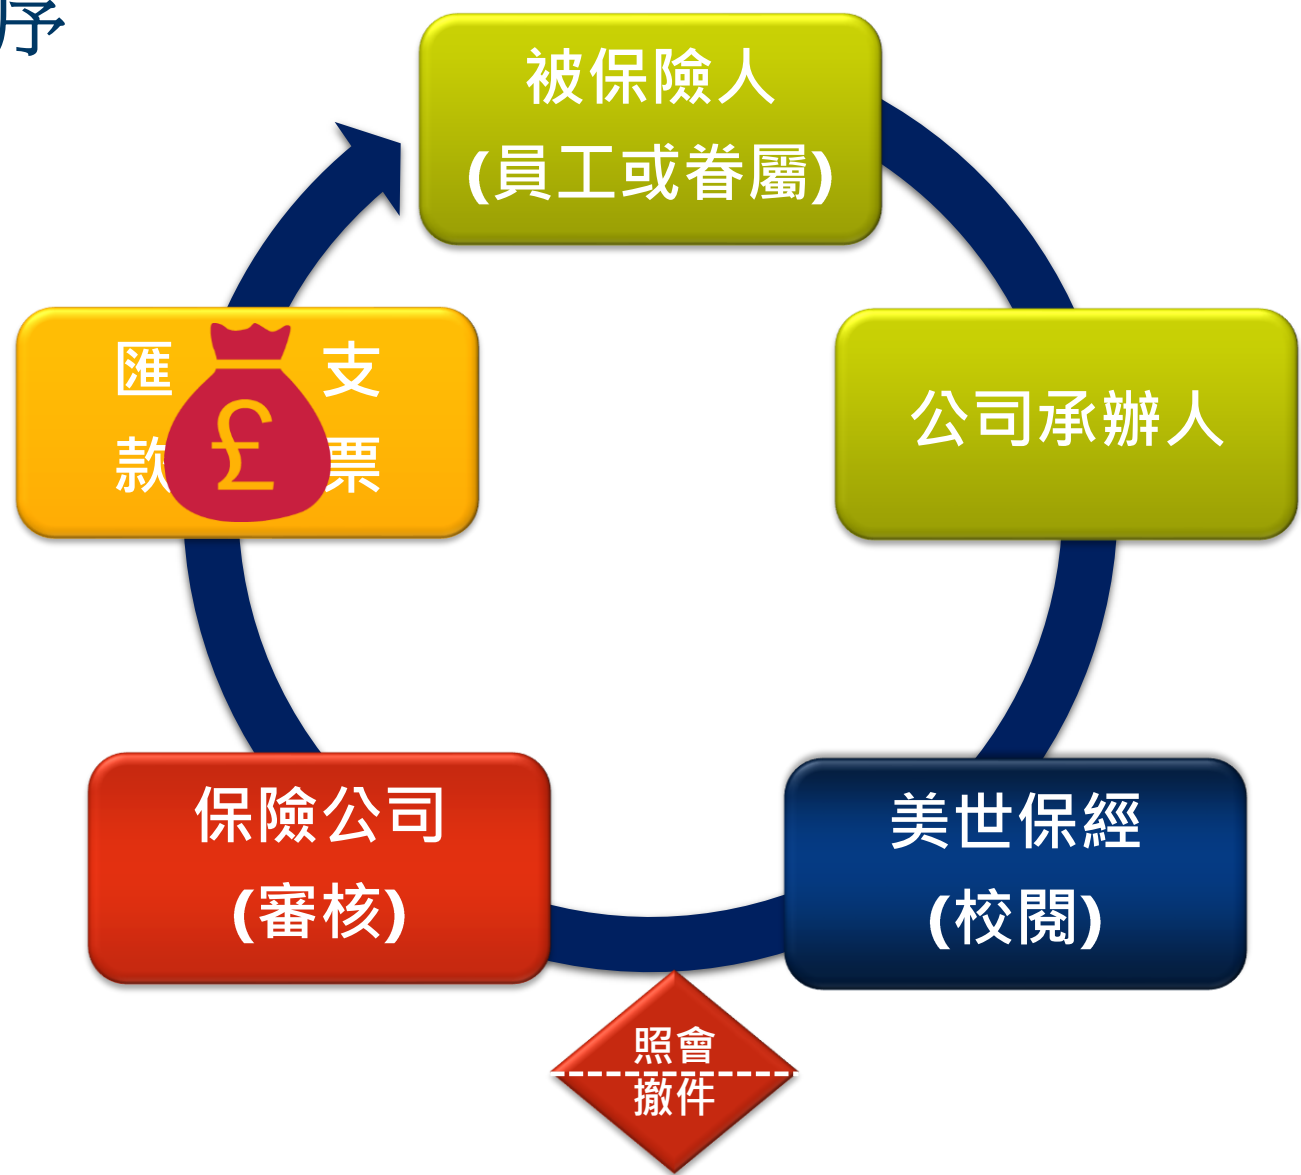 序
被保險人
(員工或眷屬)
公司承辦人
美世保經
(校閱)
照會
撤件
保險公司
(審核)
匯 支
款 £ 票